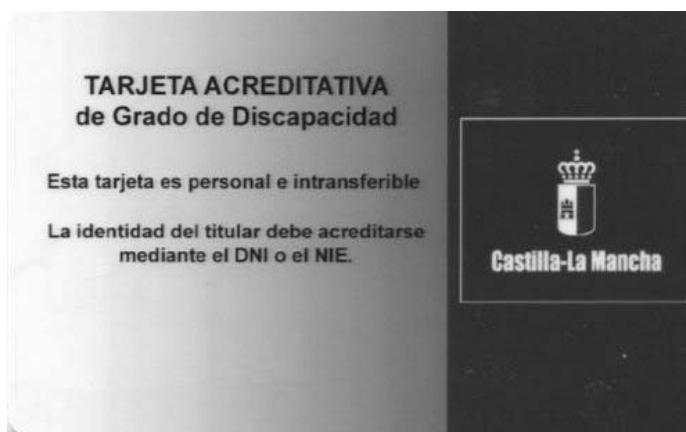 TARJETA ACREDITATIVA
de Grado de Discapacidad
Esta tarjeta es personal e intransferible
La identidad del titular debe acreditarse
mediante el DNI o el NIE.
Castilla-La Mancha